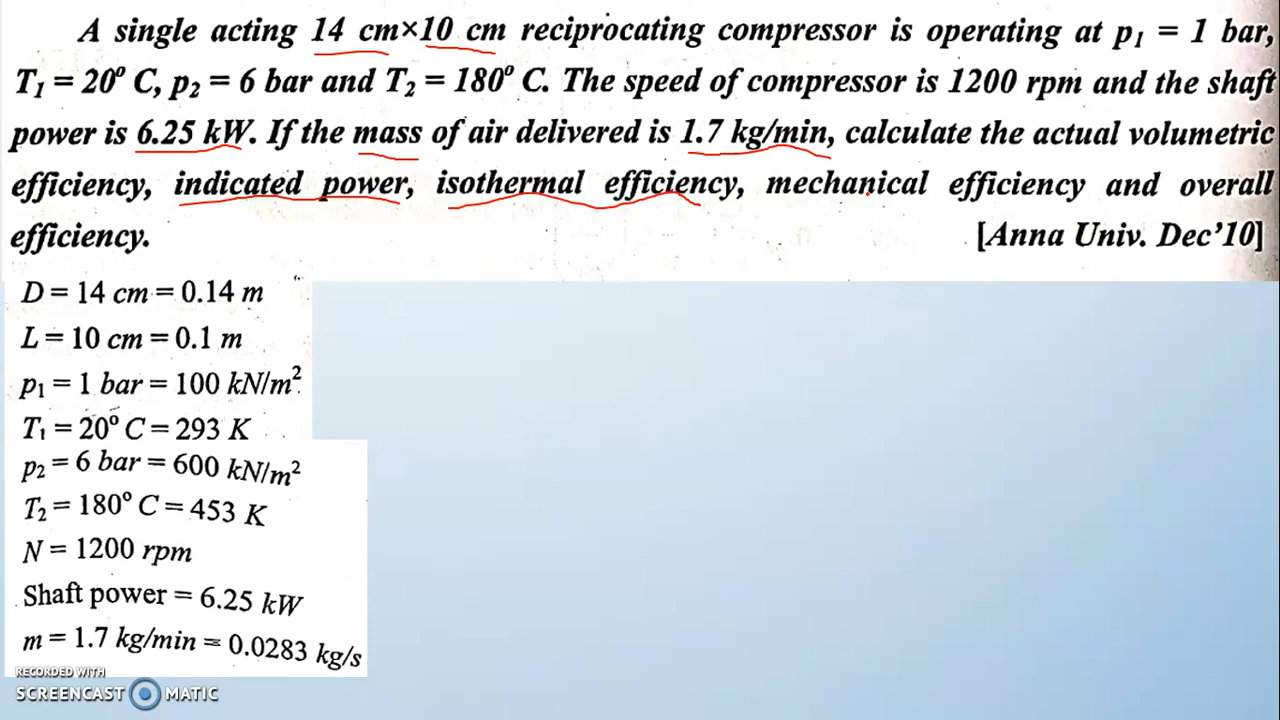 A single acting 14 cm×10 cm reciprocating compressor is operating at p₁ = 1 bar,
T₁ = 20⁰ C, p₂ = 6 bar and T₂ = 180⁰ C. The speed of compressor is 1200 rpm and the shaft
power is 6.25 kW. If the mass of air delivered is 1.7 kg/min, calculate the actual volumetric
efficiency, indicated power, isothermal efficiency, mechanical efficiency and overall
efficiency. [Anna Univ. Dec'10]
D = 14 cm = 0.14 m
L = 10 cm = 0.1 m
p₁ = 1 bar = 100 kN/m²
T₁ = 20⁰ C = 293 K
p₂ = 6 bar = 600 kN/m²
T₂ = 180⁰ C = 453 K
N = 1200 rpm
Shaft power = 6.25 kW
m = 1.7 kg/min = 0.0283 kg/s
RECORDED WITH
SCREENCAST MATIC